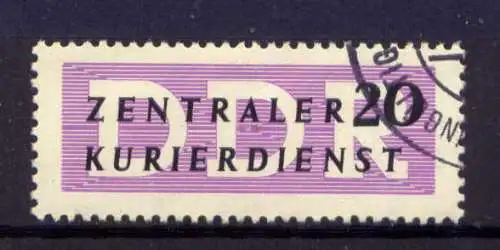 DDR
ZENTRALER 20
KURIERDIENST